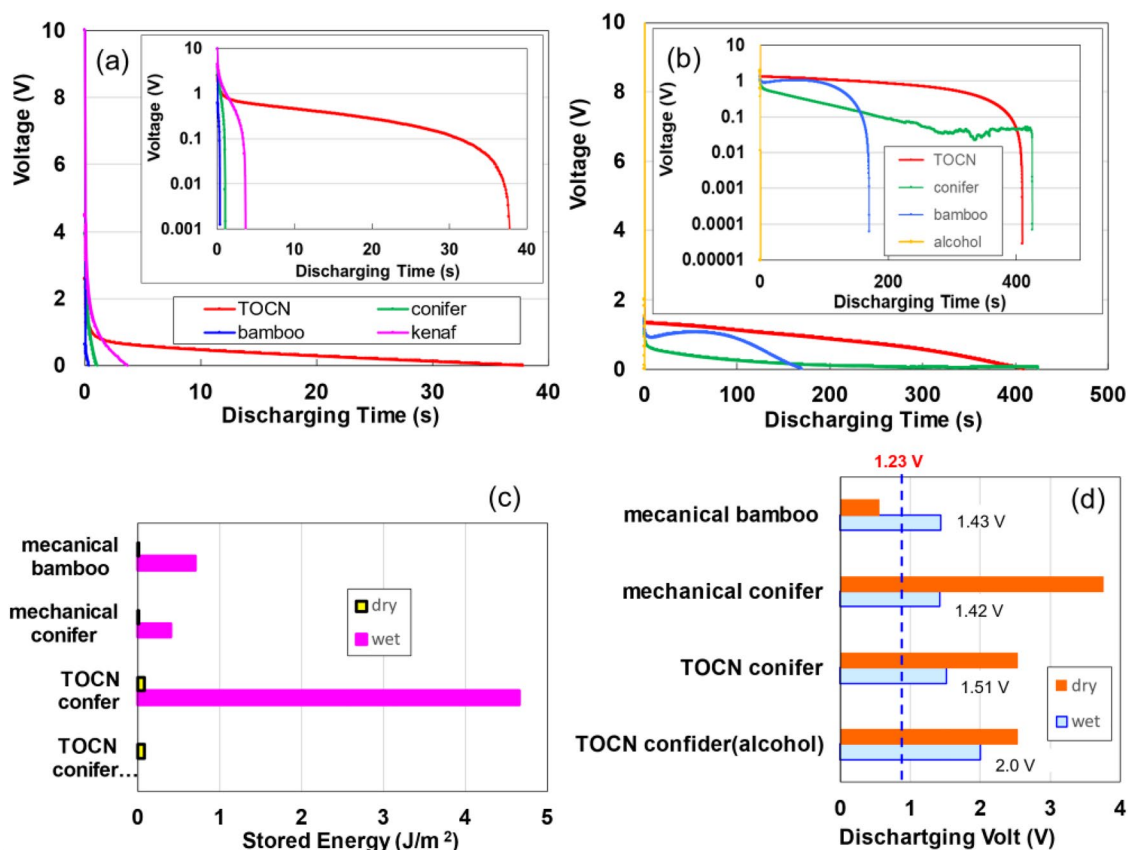 (a)
10
8
6
4
2
0
Voltage (V)
10
1
0.1
0.01
0.001
Voltage (V)
0 10 20 30 40
Discharging Time (s)
TOCN conifer
bamboo kenaf
0 10 20 30 40
Discharging Time (s)
(b)
10
8
6
4
2
0
Voltage (V)
10
1
0.1
0.01
0.001
0.0001
0.00001
Voltage (V)
TOCN
conifer
bamboo
alcohol
0 200 400
Discharging Time (s)
0 100 200 300 400 500
Discharging Time (s)
(c)
mecanical
bamboo
mechanical
conifer
TOCN
confer
TOCN
conifer...
dry
wet
0 1 2 3 4 5
Stored Energy (J/m²)
1.23 V
(d)
mecanical bamboo
1.43 V
mechanical conifer
1.42 V
TOCN conifer
1.51 V
TOCN confider(alcohol)
2.0 V
dry
wet
0 1 2 3 4
Dischartging Volt (V)